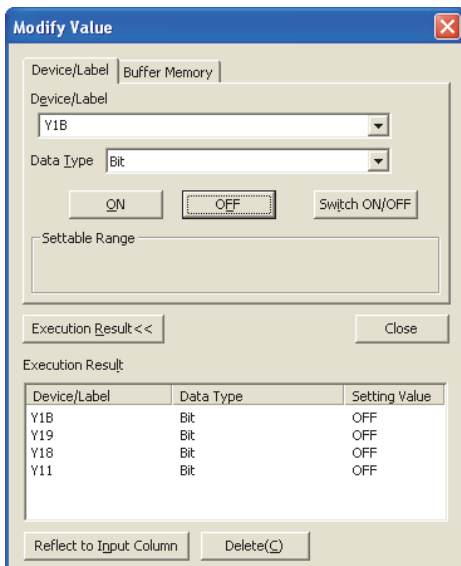 Modify Value
Device/Label Buffer Memory
Device/Label
Y1B
Data Type Bit
ON OFF Switch ON/OFF
Settable Range
Execution Result<< Close
Execution Result
Device/Label Data Type Setting Value
Y1B Bit OFF
Y19 Bit OFF
Y18 Bit OFF
Y11 Bit OFF
Reflect to Input Column Delete(C)